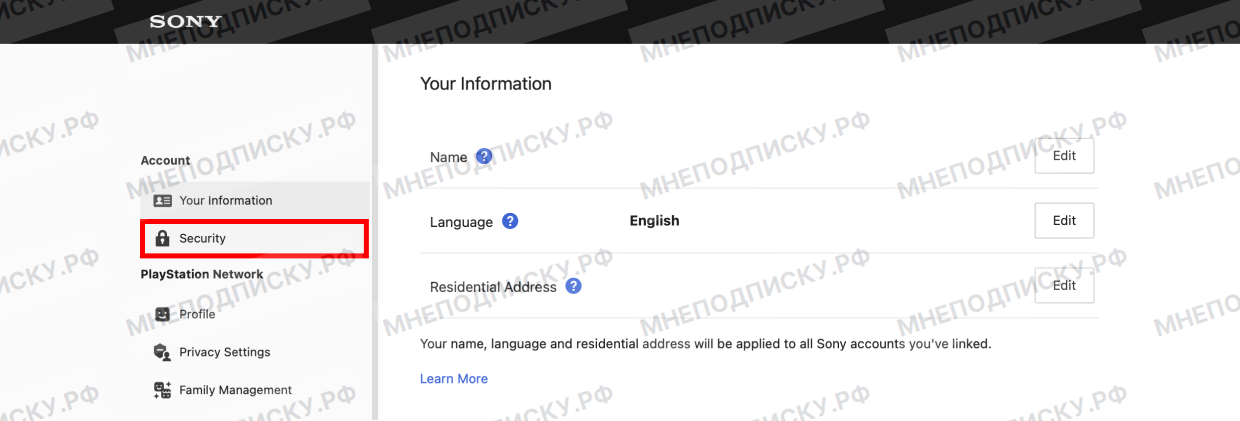 SONY
Account
Your Information
Security
PlayStation Network
Profile
Privacy Settings
Family Management
Your Information
Name ?
Edit
Language ? English
Edit
Residential Address ?
Edit
Your name, language and residential address will be applied to all Sony accounts you've linked.
Learn More
МНЕПОДПИСКУ.РФ